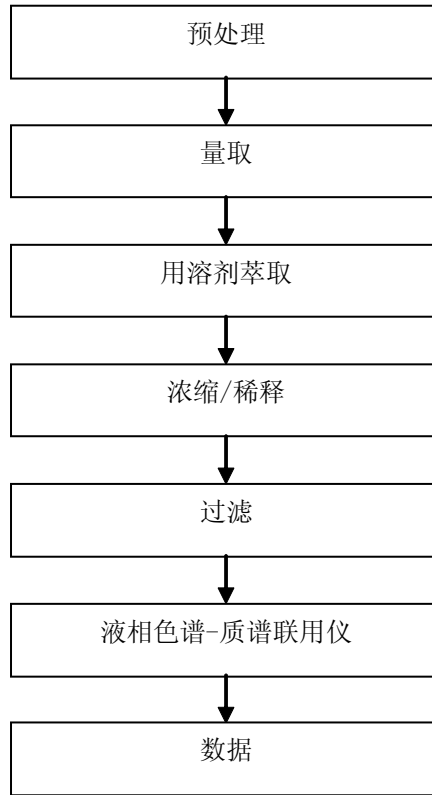 预处理
量取
用溶剂萃取
浓缩/稀释
过滤
液相色谱-质谱联用仪
数据